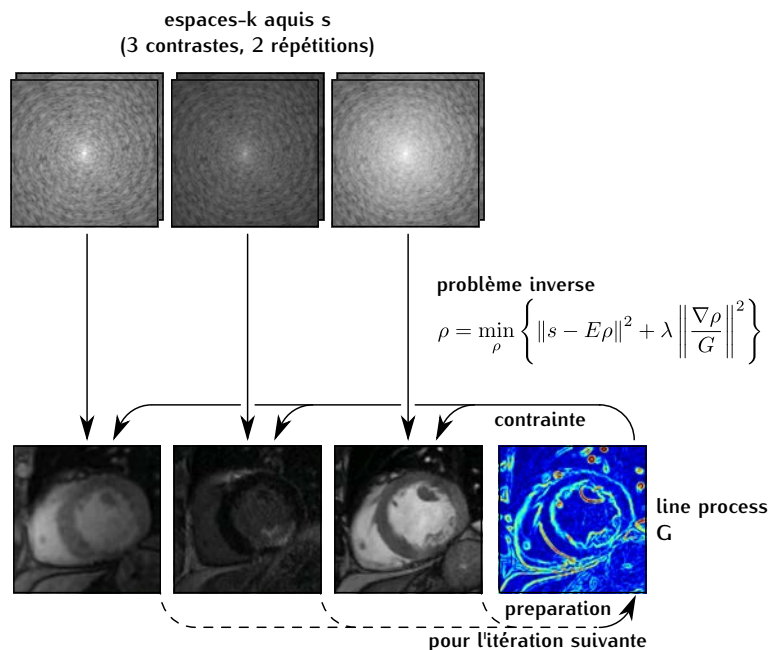 espaces-k aquis s
(3 contrastes, 2 répétitions)
problème inverse
ρ = min_ρ { ‖s − Eρ‖² + λ ‖∇ρ/G‖² }
contrainte
line process
G
preparation
pour l'itération suivante